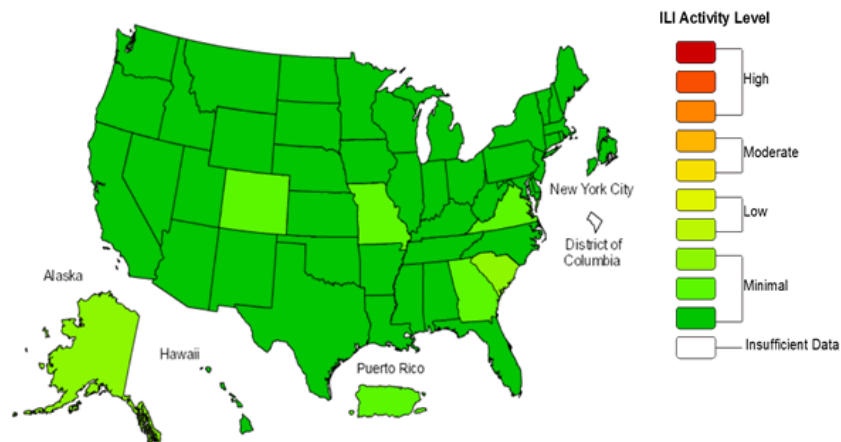 ILI Activity Level
High
Moderate
Low
Minimal
Insufficient Data
New York City
District of
Columbia
Alaska
Hawaii
Puerto Rico